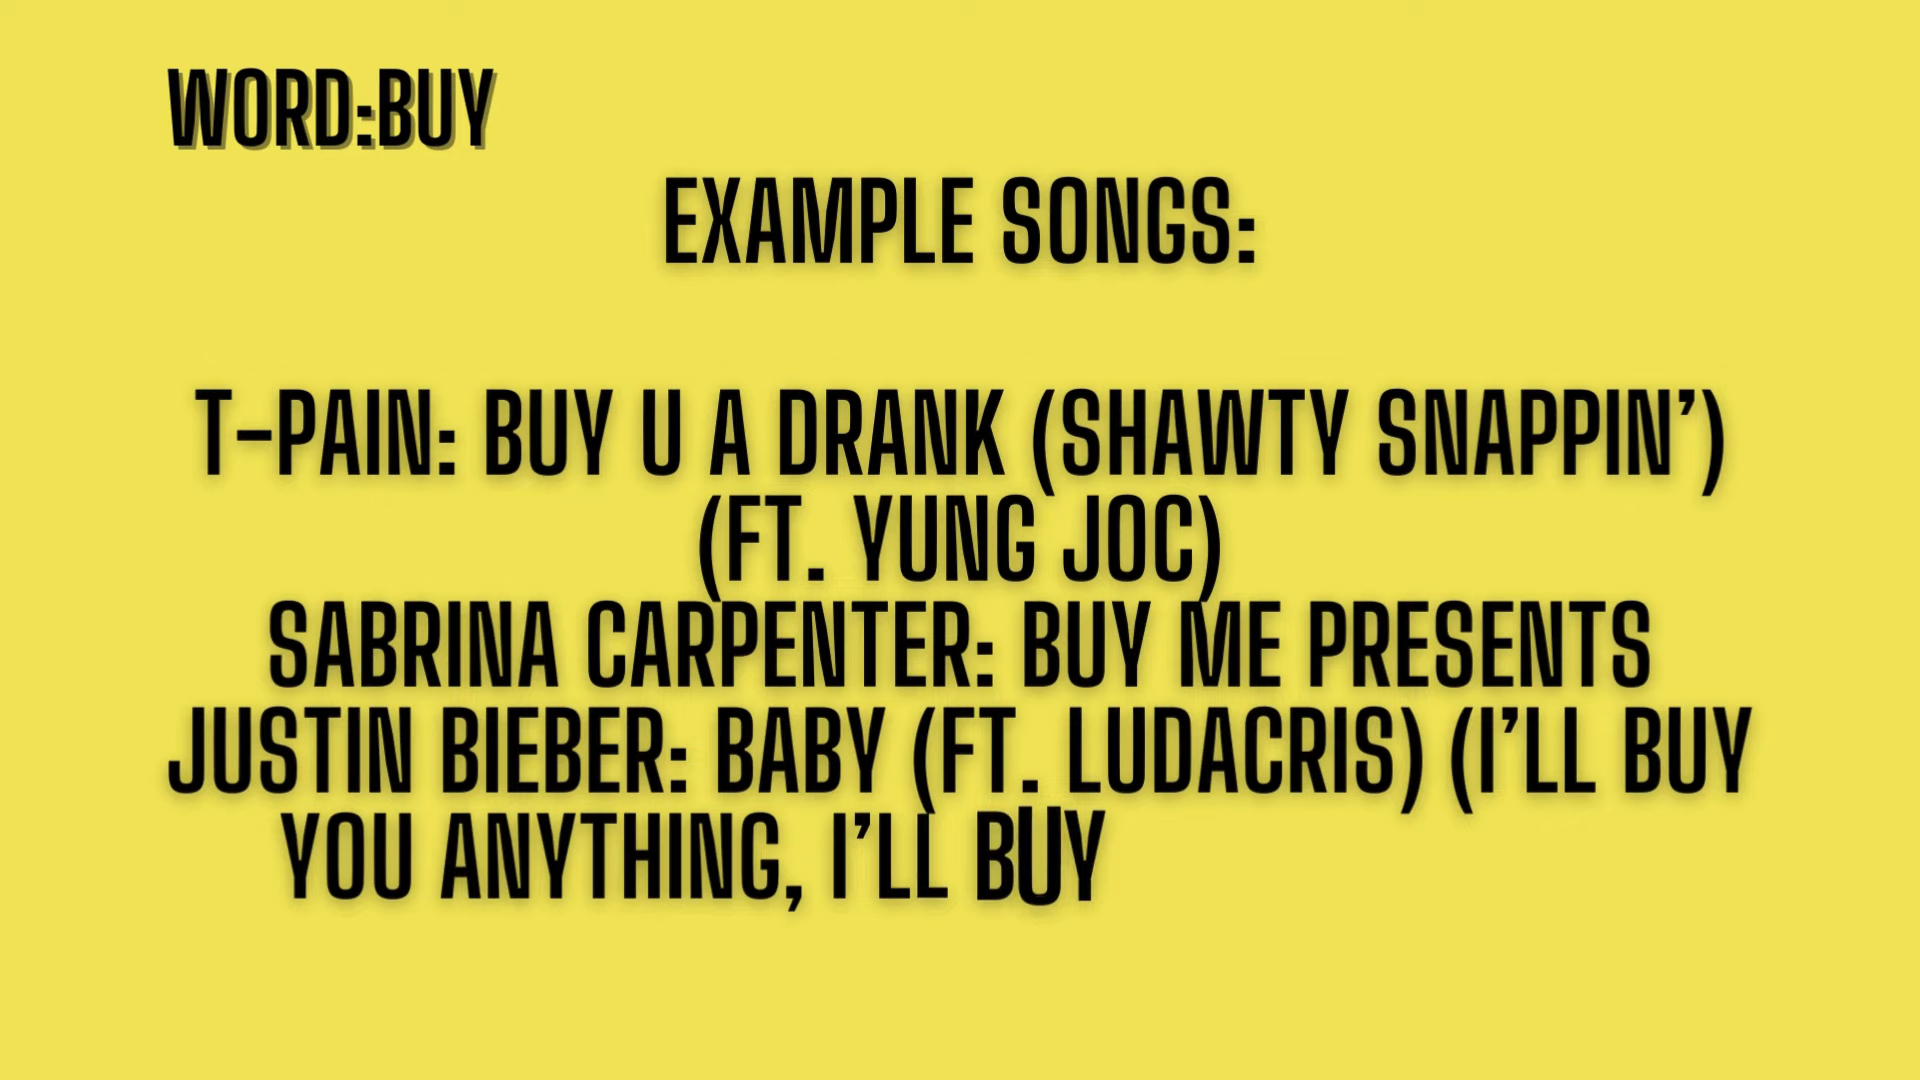 WORD:BUY
EXAMPLE SONGS:
T-PAIN: BUY U A DRANK (SHAWTY SNAPPIN’)
(FT. YUNG JOC)
SABRINA CARPENTER: BUY ME PRESENTS
JUSTIN BIEBER: BABY (FT. LUDACRIS) (I’LL BUY
YOU ANYTHING, I’LL BUY